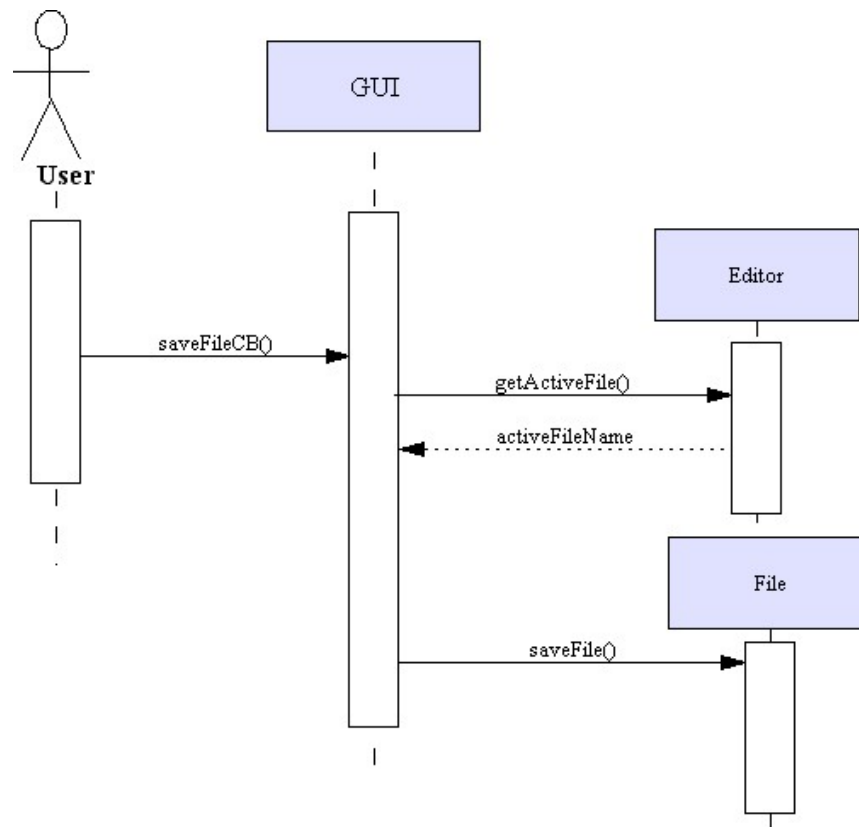 GUI
User
Editor
saveFileCB()
getActiveFile()
activeFileName
File
saveFile()